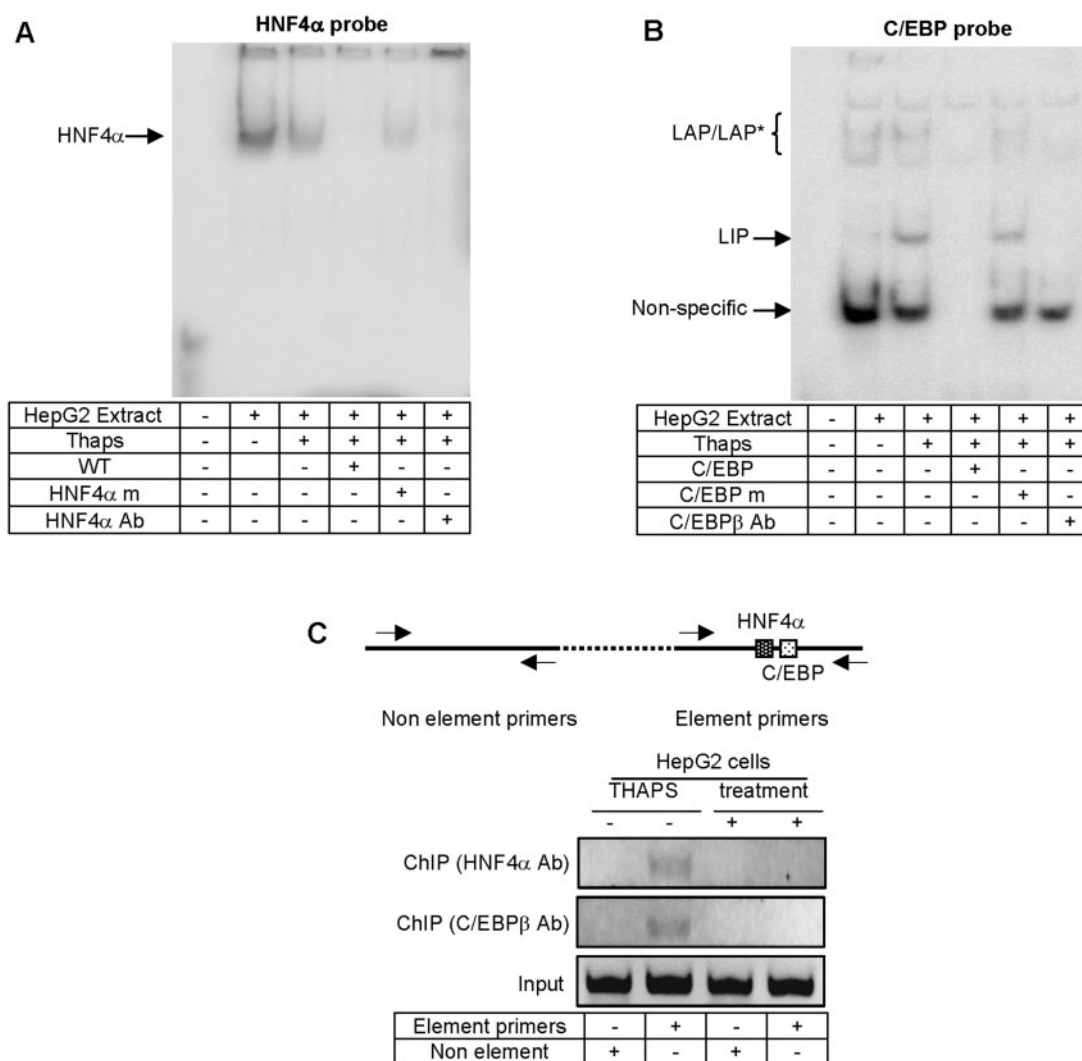 A
HNF4α probe
HNF4α
HepG2 Extract - + + + + +
Thaps - - + + + +
WT - - - + - -
HNF4α m - - - - + -
HNF4α Ab - - - - - +
B
C/EBP probe
LAP/LAP*
LIP
Non-specific
HepG2 Extract - + + + + +
Thaps - - + + + +
C/EBP - - - + - -
C/EBP m - - - - + -
C/EBPβ Ab - - - - - +
C
HNF4α
C/EBP
Non element primers Element primers
HepG2 cells
THAPS treatment
- - + +
ChIP (HNF4α Ab)
ChIP (C/EBPβ Ab)
Input
Element primers - + - +
Non element + - + -